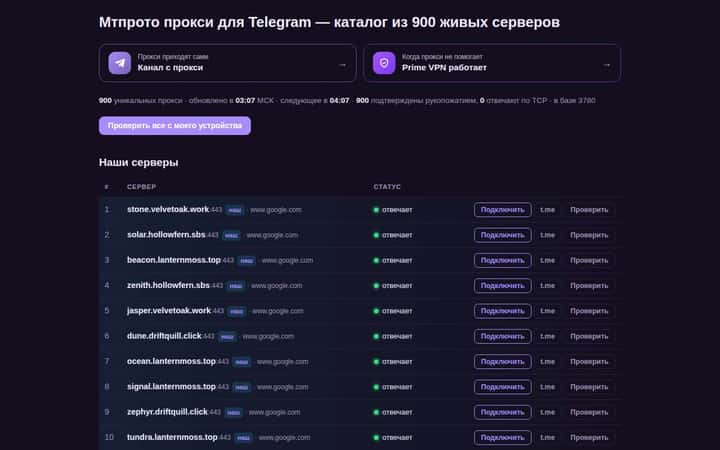 Мтпрото прокси для Telegram — каталог из 900 живых серверов
Прокси приходят сами
Канал с прокси →
Когда прокси не помогает
Prime VPN работает →
900 уникальных прокси · обновлено в 03:07 МСК · следующее в 04:07 · 900 подтверждены рукопожатием, 0 отвечают по TCP · в базе 3780
Проверить все с моего устройства
Наши серверы
# СЕРВЕР СТАТУС
1 stone.velvetoak.work:443 наш · www.google.com отвечает Подключить t.me Проверить
2 solar.hollowfern.sbs:443 наш · www.google.com отвечает Подключить t.me Проверить
3 beacon.lanternmoss.top:443 наш · www.google.com отвечает Подключить t.me Проверить
4 zenith.hollowfern.sbs:443 наш · www.google.com отвечает Подключить t.me Проверить
5 jasper.velvetoak.work:443 наш · www.google.com отвечает Подключить t.me Проверить
6 dune.driftquill.click:443 наш · www.google.com отвечает Подключить t.me Проверить
7 ocean.lanternmoss.top:443 наш · www.google.com отвечает Подключить t.me Проверить
8 signal.lanternmoss.top:443 наш · www.google.com отвечает Подключить t.me Проверить
9 zephyr.driftquill.click:443 наш · www.google.com отвечает Подключить t.me Проверить
10 tundra.lanternmoss.top:443 наш · www.google.com отвечает Подключить t.me Проверить